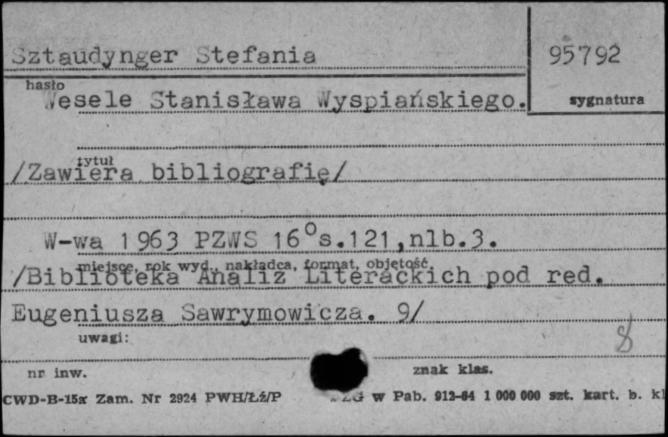 Sztaudynger Stefania 95792
hasło
Wesele Stanisława Wyspiańskiego. sygnatura
tytuł
/Zawiera bibliografię/
W-wa 1963 PZWS 16°s.121,nlb.3.
miejsce, rok wyd., nakładca, format, objętość
/Biblioteka Analiz Literackich pod red.
Eugeniusza Sawrymowicza. 9/
uwagi:
8
nr inw. znak klas.
CWD-B-15x Zam. Nr 2924 PWH/Łź/P w Pab. 912-64 1 000 000 szt. kart. b. kl